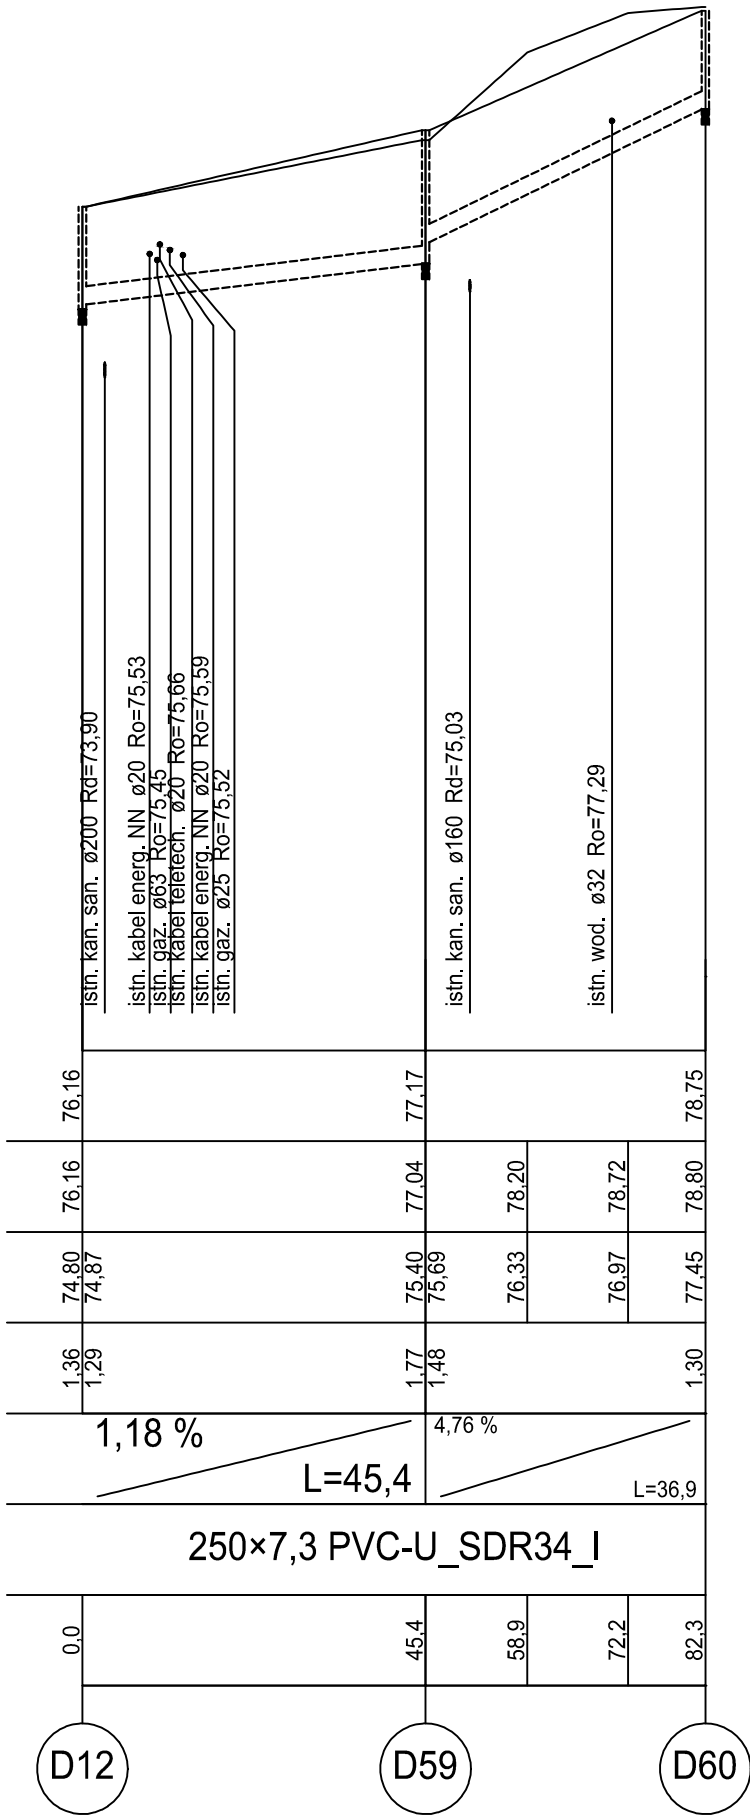 istn. kan. san. ø200 Rd=73,90
istn. kabel energ. NN ø20 Ro=75,53
istn. gaz. ø63 Ro=75,45
istn. kabel teletech. ø20 Ro=75,66
istn. kabel energ. NN ø20 Ro=75,59
istn. gaz. ø25 Ro=75,52
istn. kan. san. ø160 Rd=75,03
istn. wod. ø32 Ro=77,29
76,16 77,17 78,75
76,16 77,04 78,20 78,72 78,80
74,80 74,87 75,40 75,69 76,33 76,97 77,45
1,36 1,29 1,77 1,48 1,30
1,18 % 4,76 %
L=45,4 L=36,9
250×7,3 PVC-U_SDR34_I
0,0 45,4 58,9 72,2 82,3
D12 D59 D60